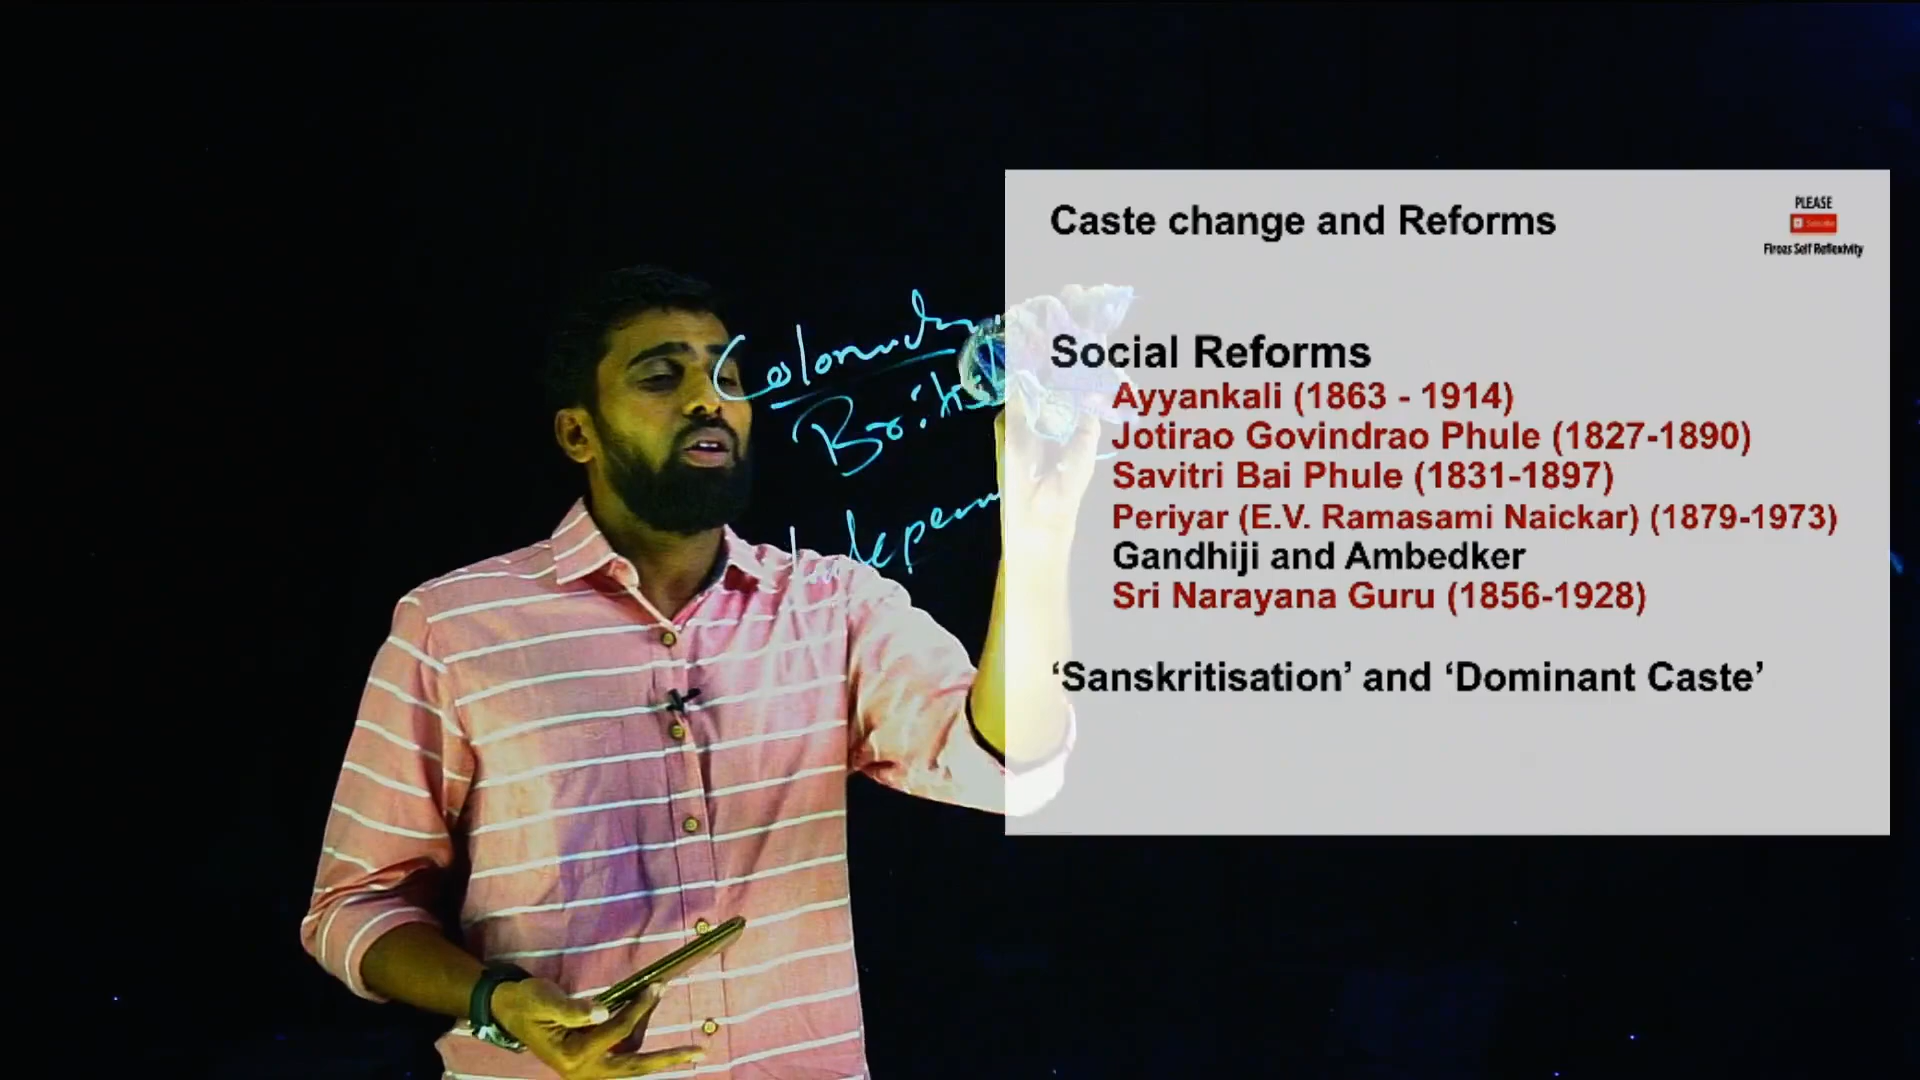 Caste change and Reforms
PLEASE
Subscribe
Firoas Self Reflexivity
Social Reforms
Ayyankali (1863 - 1914)
Jotirao Govindrao Phule (1827-1890)
Savitri Bai Phule (1831-1897)
Periyar (E.V. Ramasami Naickar) (1879-1973)
Gandhiji and Ambedker
Sri Narayana Guru (1856-1928)
‘Sanskritisation’ and ‘Dominant Caste’
British